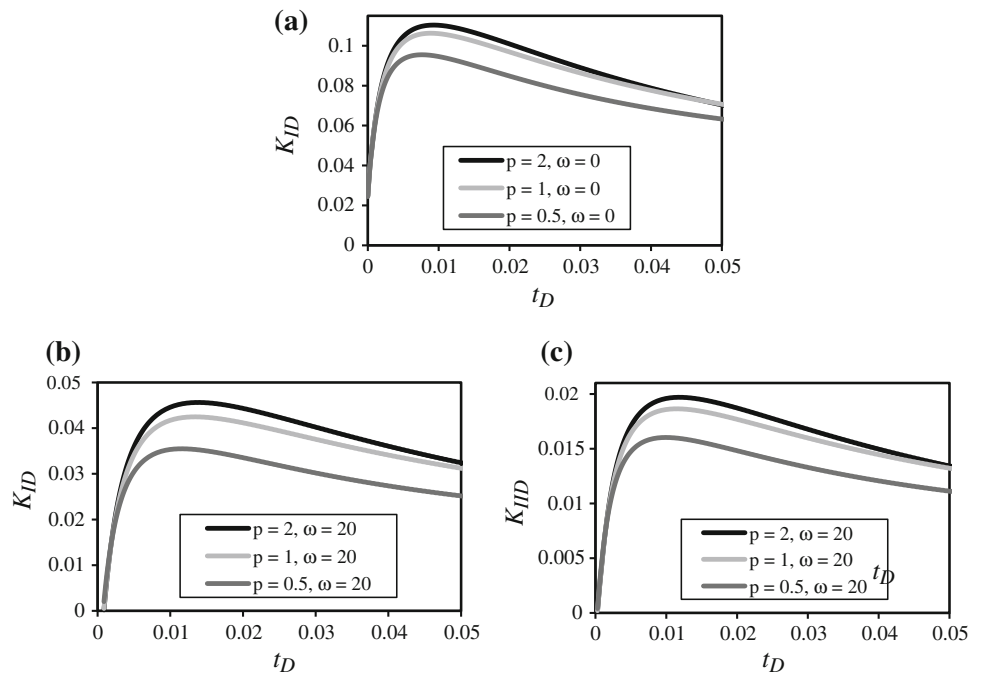 (a)
0.1
0.08
0.06
0.04
0.02
0
K_ID
p = 2, ω = 0
p = 1, ω = 0
p = 0.5, ω = 0
0 0.01 0.02 0.03 0.04 0.05
t_D
(b)
0.05
0.04
0.03
0.02
0.01
0
K_ID
p = 2, ω = 20
p = 1, ω = 20
p = 0.5, ω = 20
0 0.01 0.02 0.03 0.04 0.05
t_D
(c)
0.02
0.015
0.01
0.005
0
K_IID
p = 2, ω = 20
p = 1, ω = 20
p = 0.5, ω = 20
t_D
0 0.01 0.02 0.03 0.04 0.05
t_D